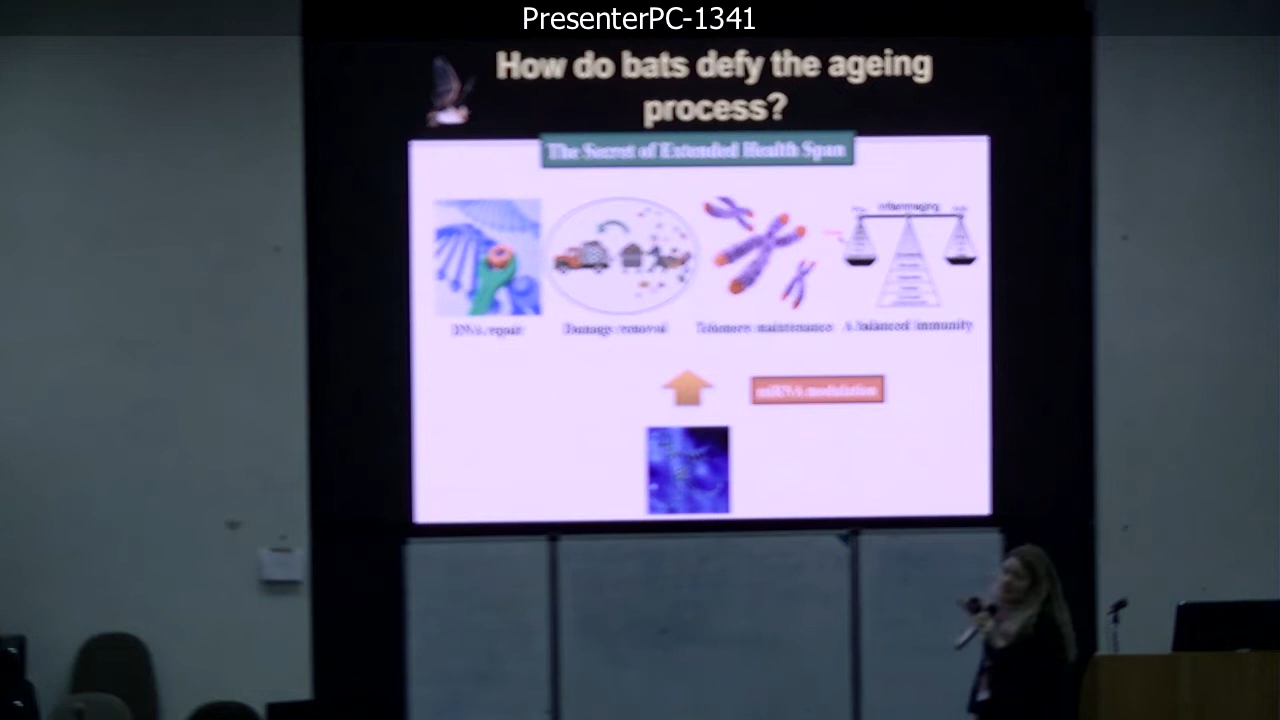 PresenterPC-1341
How do bats defy the ageing
process?
The Secret of Extended Health Span
Inflammaging
DNA repair
Damage removal
Telomere maintenance
A balanced immunity
miRNA modulation